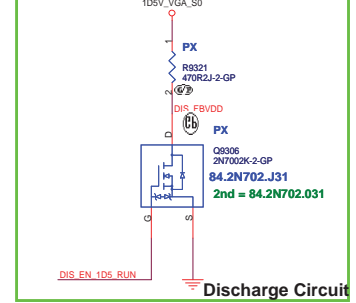 1D5V_VGA_S0
1
PX
R9321
470R2J-2-GP
2
DIS_FBVDD
D
PX
Q9306
2N7002K-2-GP
84.2N702.J31
2nd = 84.2N702.031
G
S
DIS_EN_1D5_RUN
Discharge Circuit